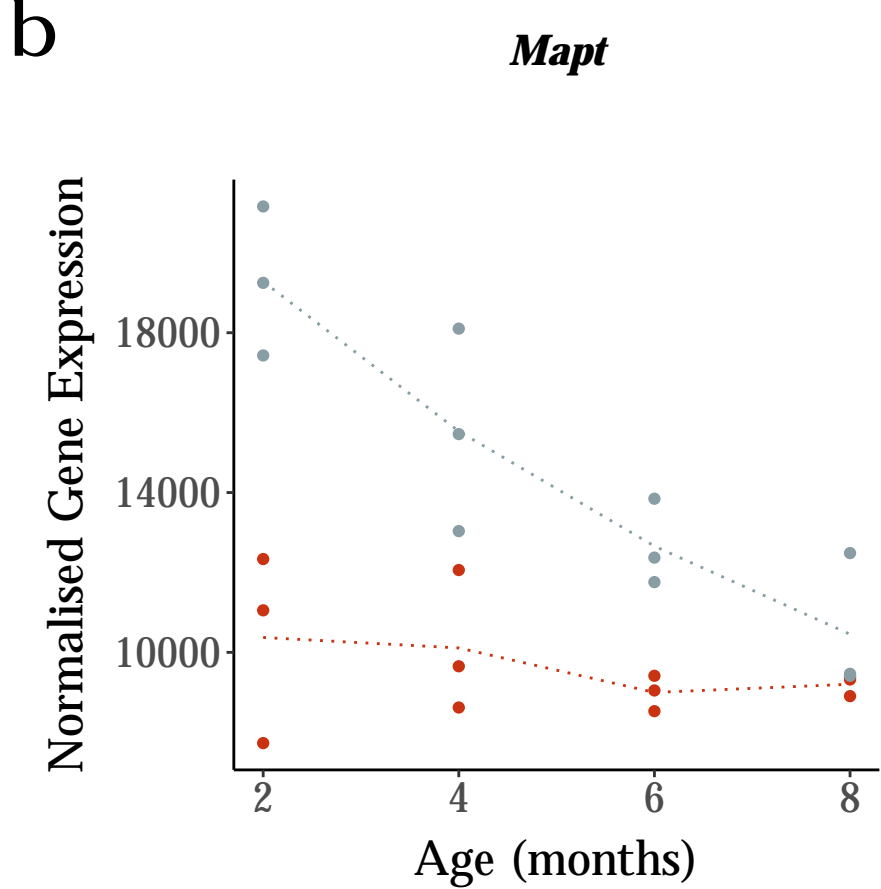 b
Mapt
Normalised Gene Expression
18000
14000
10000
2 4 6 8
Age (months)